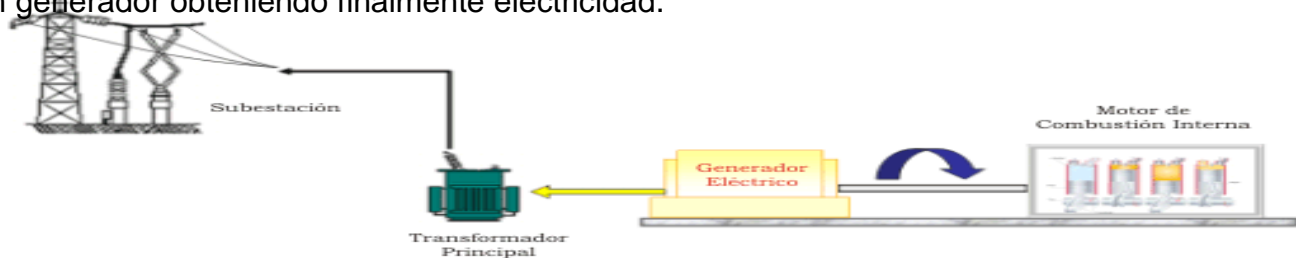 generador obteniendo finalmente electricidad.
Subestación
Motor de
Combustión Interna
Generador
Eléctrico
Transformador
Principal